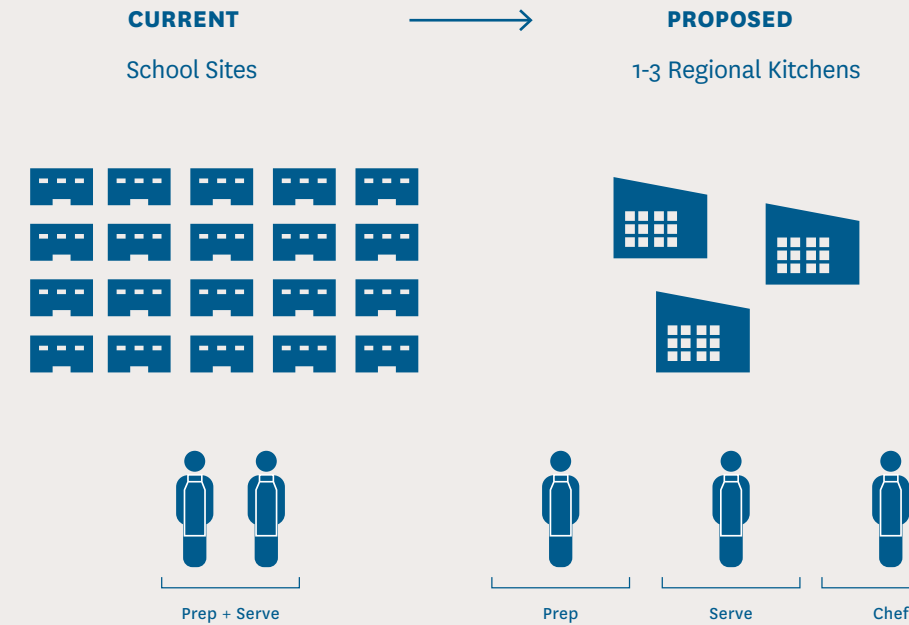 CURRENT
PROPOSED
School Sites
1-3 Regional Kitchens
Prep + Serve
Prep
Serve
Chef